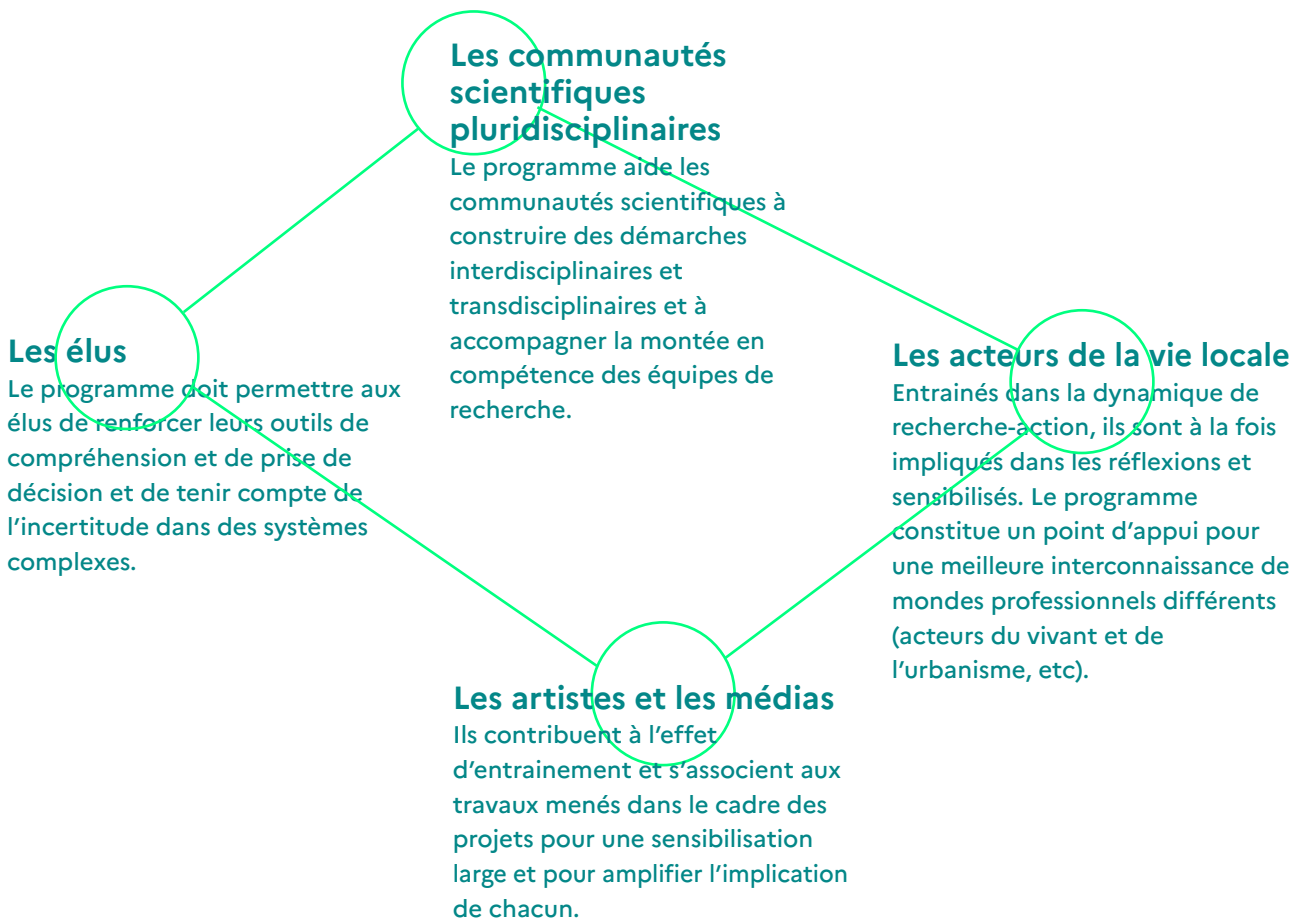 Les communautés
scientifiques
pluridisciplinaires
Le programme aide les
communautés scientifiques à
construire des démarches
interdisciplinaires et
transdisciplinaires et à
accompagner la montée en
compétence des équipes de
recherche.
Les élus
Le programme doit permettre aux
élus de renforcer leurs outils de
compréhension et de prise de
décision et de tenir compte de
l'incertitude dans des systèmes
complexes.
Les acteurs de la vie locale
Entrainés dans la dynamique de
recherche-action, ils sont à la fois
impliqués dans les réflexions et
sensibilisés. Le programme
constitue un point d'appui pour
une meilleure interconnaissance de
mondes professionnels différents
(acteurs du vivant et de
l'urbanisme, etc).
Les artistes et les médias
Ils contribuent à l'effet
d'entrainement et s'associent aux
travaux menés dans le cadre des
projets pour une sensibilisation
large et pour amplifier l'implication
de chacun.